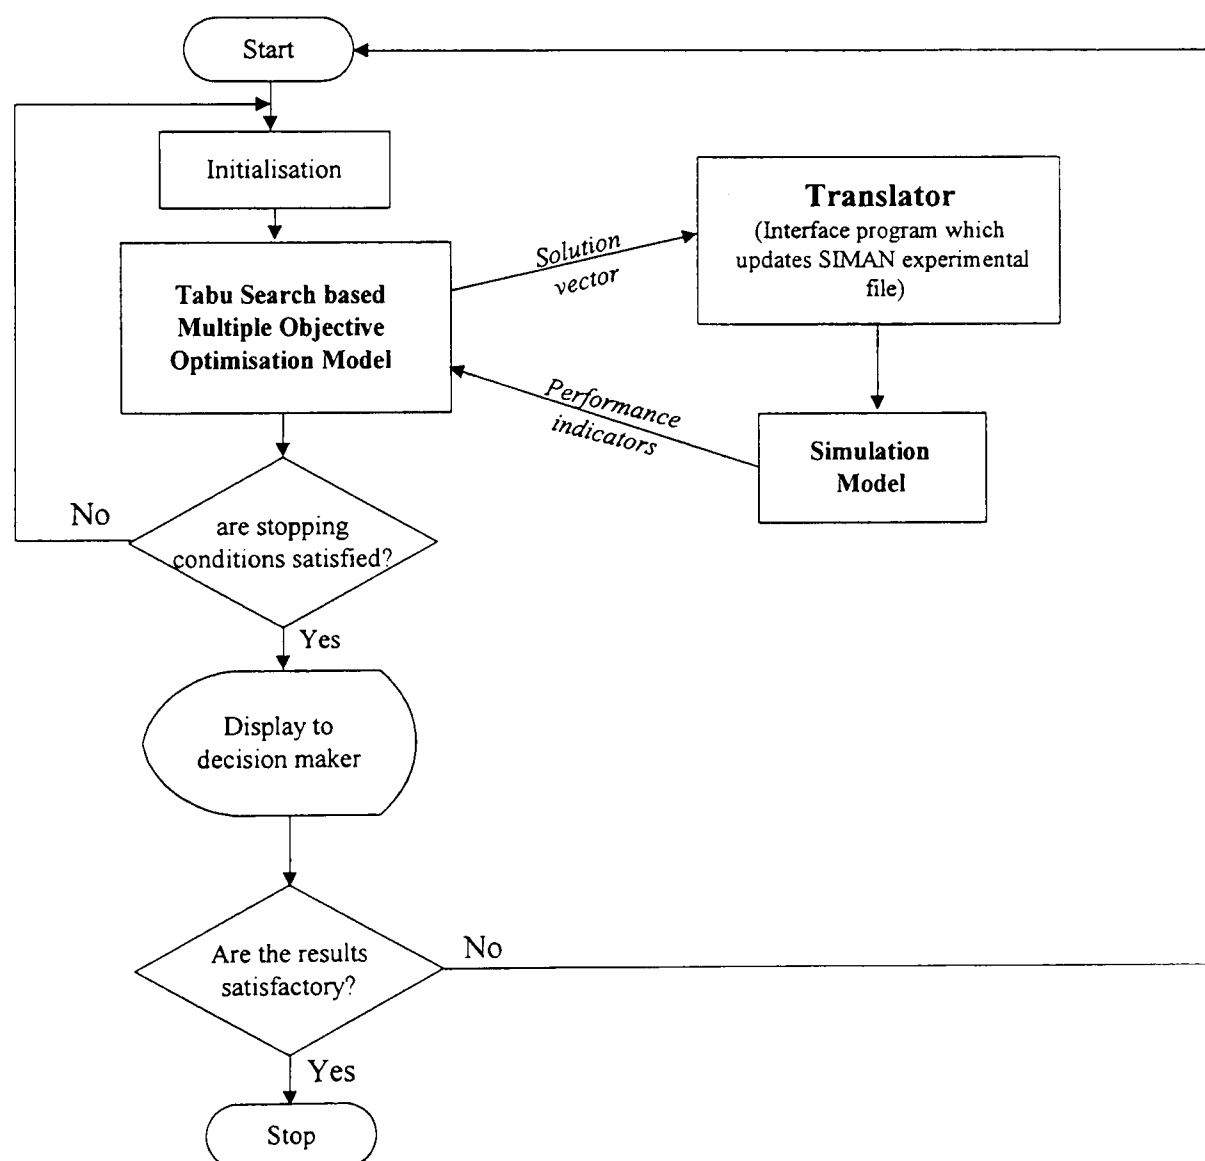 Start
Initialisation
Translator
(Interface program which
updates SIMAN experimental
file)
Solution
vector
Tabu Search based
Multiple Objective
Optimisation Model
Performance
indicators
Simulation
Model
No
are stopping
conditions satisfied?
Yes
Display to
decision maker
Are the results
satisfactory?
No
Yes
Stop